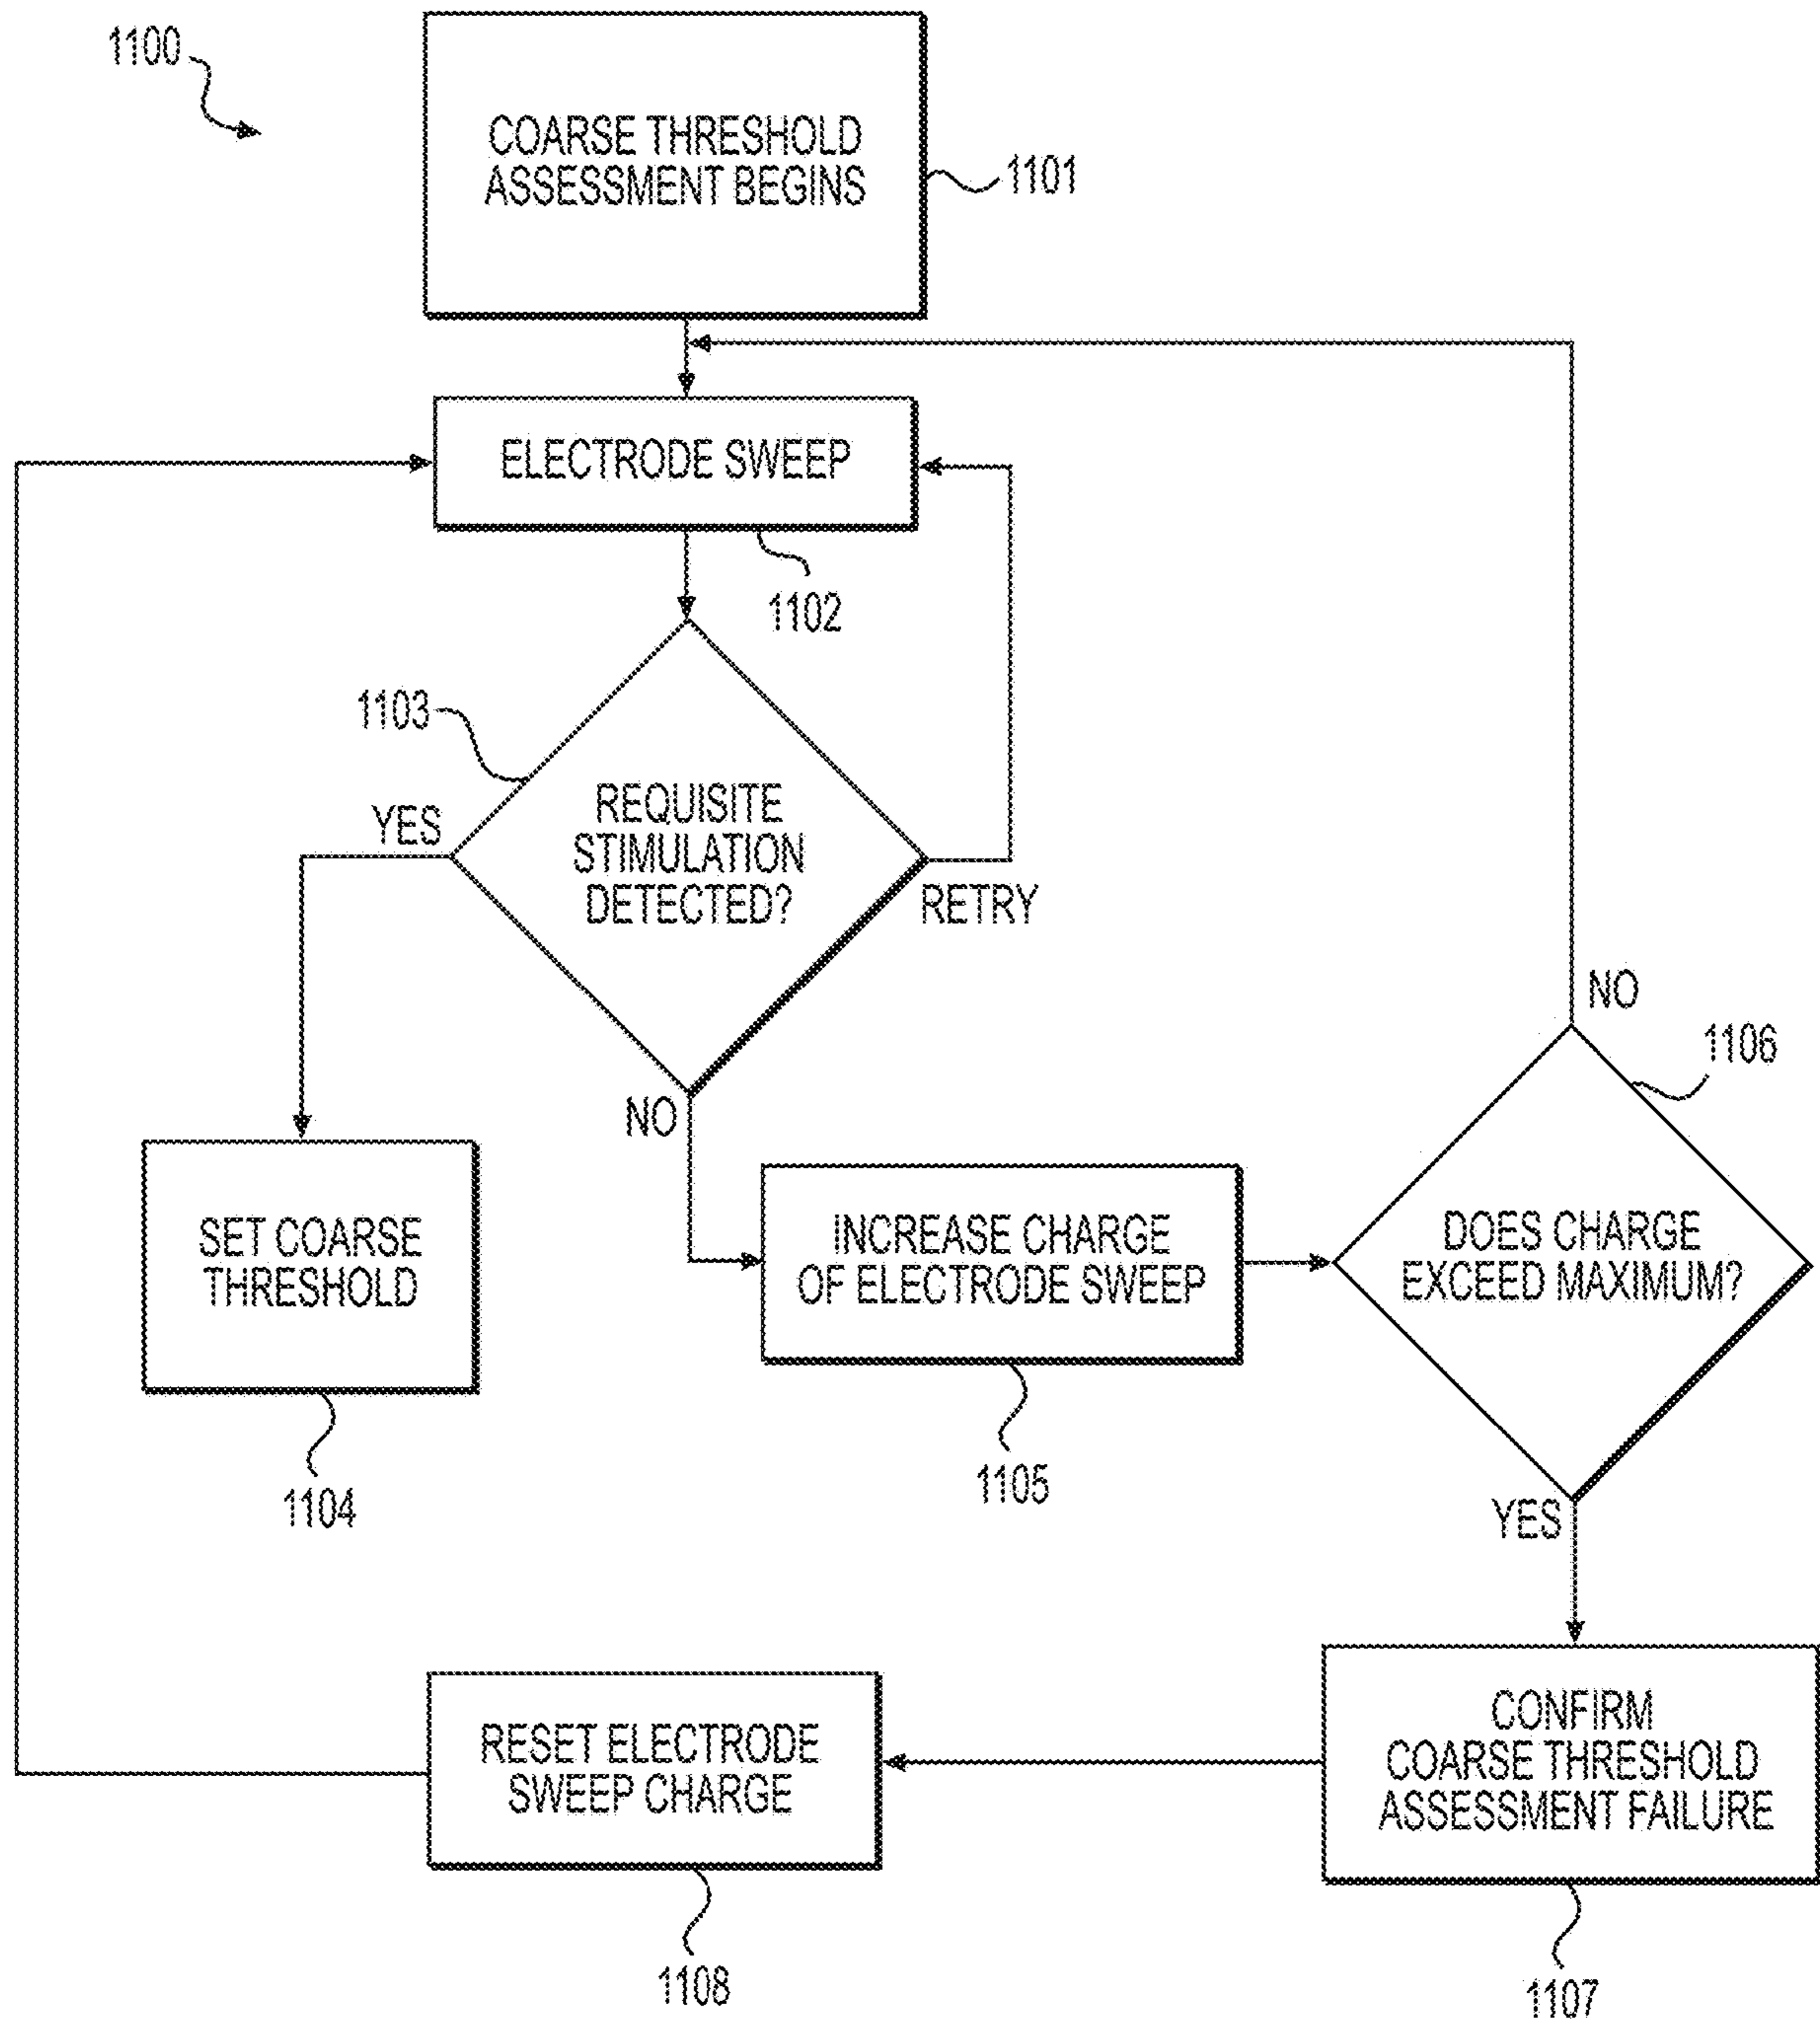 1100
COARSE THRESHOLD
ASSESSMENT BEGINS
1101
ELECTRODE SWEEP
1102
1103
REQUISITE
STIMULATION
DETECTED?
YES
RETRY
NO
NO
1106
SET COARSE
THRESHOLD
1104
INCREASE CHARGE
OF ELECTRODE SWEEP
1105
DOES CHARGE
EXCEED MAXIMUM?
YES
RESET ELECTRODE
SWEEP CHARGE
1108
CONFIRM
COARSE THRESHOLD
ASSESSMENT FAILURE
1107